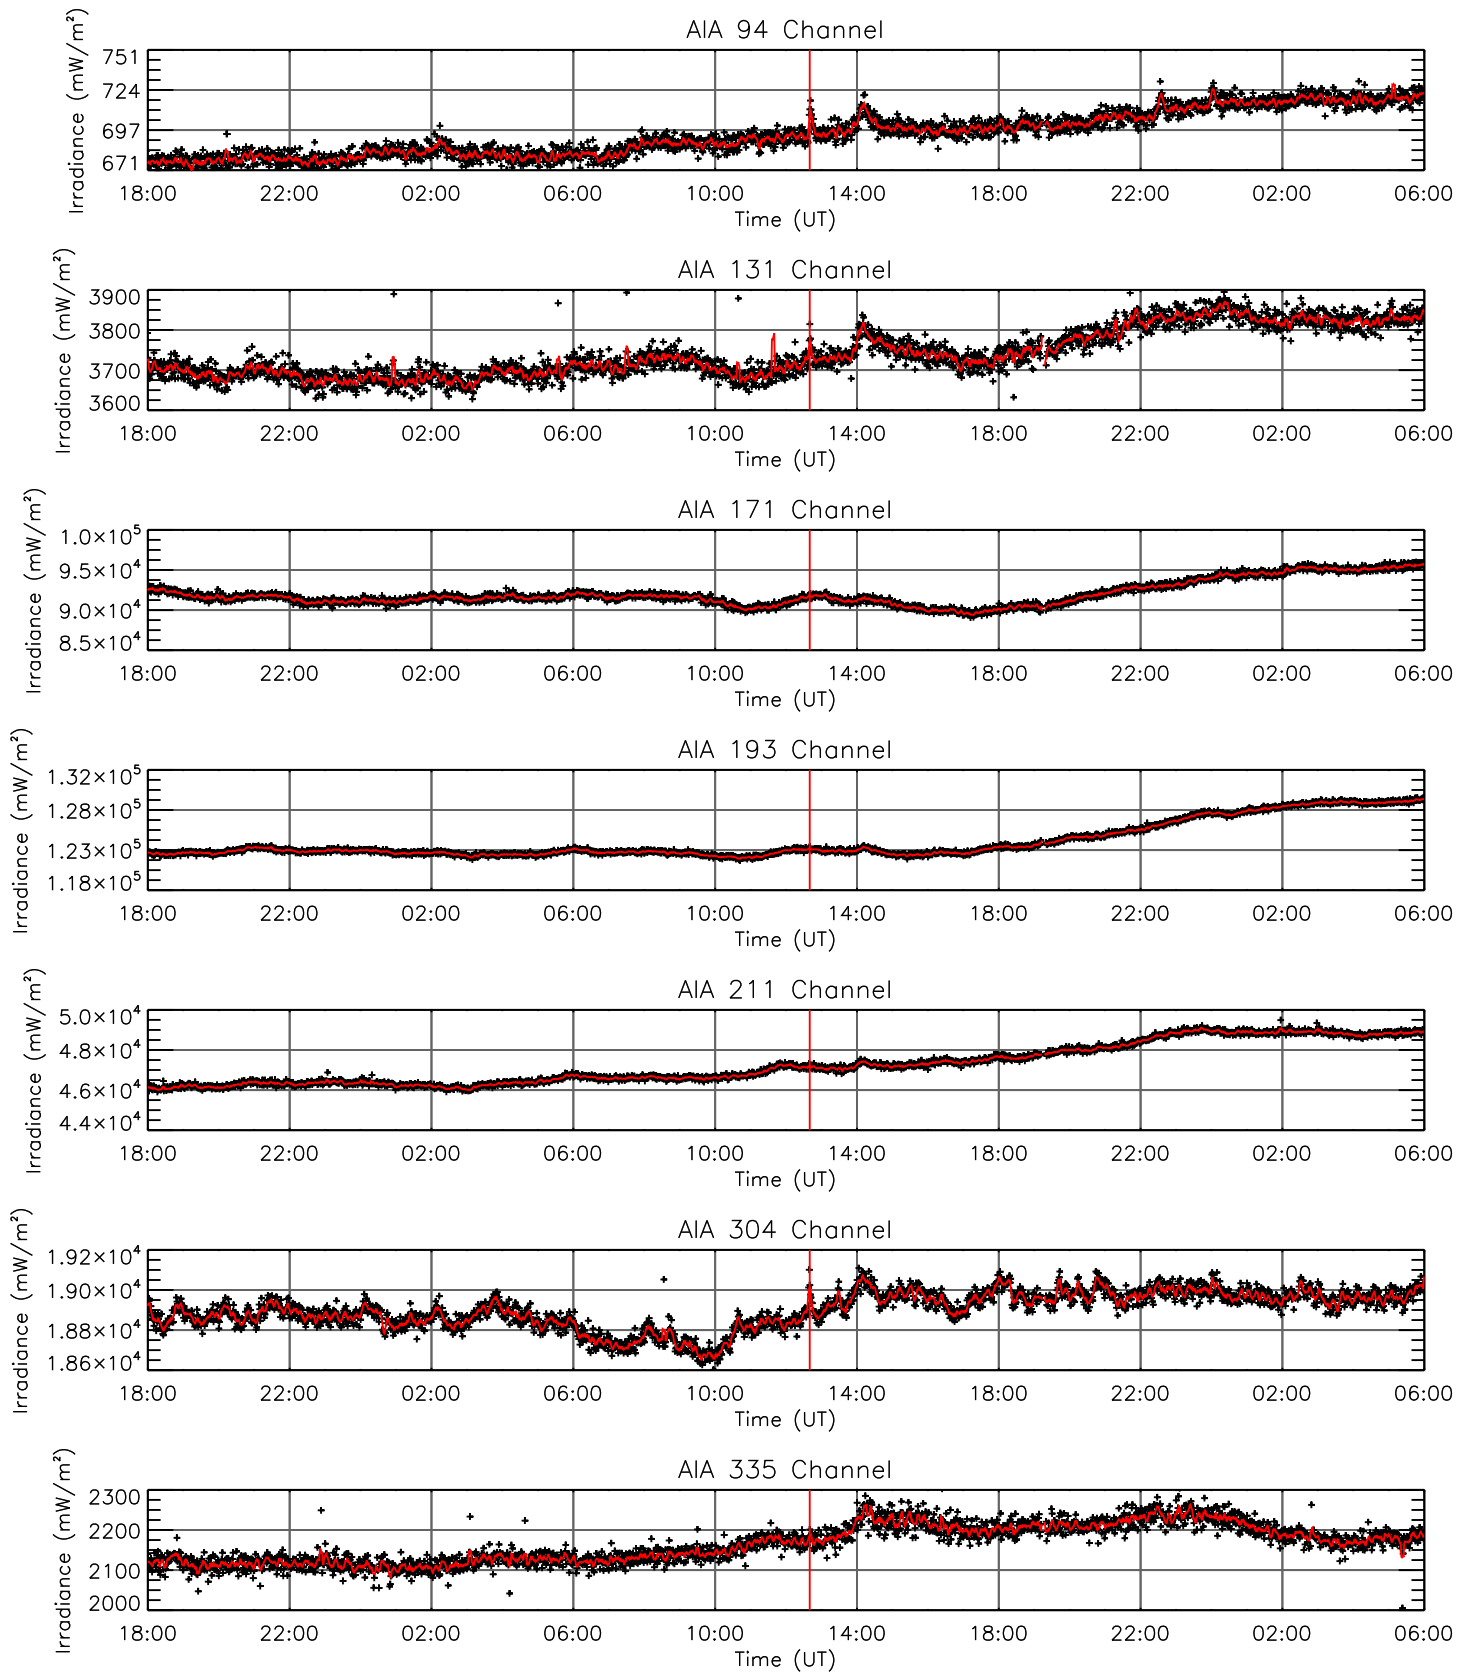 AIA 94 Channel
Irradiance (mW/m²)
751
724
697
671
18:00 22:00 02:00 06:00 10:00 14:00 18:00 22:00 02:00 06:00
Time (UT)
AIA 131 Channel
Irradiance (mW/m²)
3900
3800
3700
3600
18:00 22:00 02:00 06:00 10:00 14:00 18:00 22:00 02:00 06:00
Time (UT)
AIA 171 Channel
Irradiance (mW/m²)
1.0×10⁵
9.5×10⁴
9.0×10⁴
8.5×10⁴
18:00 22:00 02:00 06:00 10:00 14:00 18:00 22:00 02:00 06:00
Time (UT)
AIA 193 Channel
Irradiance (mW/m²)
1.32×10⁵
1.28×10⁵
1.23×10⁵
1.18×10⁵
18:00 22:00 02:00 06:00 10:00 14:00 18:00 22:00 02:00 06:00
Time (UT)
AIA 211 Channel
Irradiance (mW/m²)
5.0×10⁴
4.8×10⁴
4.6×10⁴
4.4×10⁴
18:00 22:00 02:00 06:00 10:00 14:00 18:00 22:00 02:00 06:00
Time (UT)
AIA 304 Channel
Irradiance (mW/m²)
1.92×10⁴
1.90×10⁴
1.88×10⁴
1.86×10⁴
18:00 22:00 02:00 06:00 10:00 14:00 18:00 22:00 02:00 06:00
Time (UT)
AIA 335 Channel
Irradiance (mW/m²)
2300
2200
2100
2000
18:00 22:00 02:00 06:00 10:00 14:00 18:00 22:00 02:00 06:00
Time (UT)